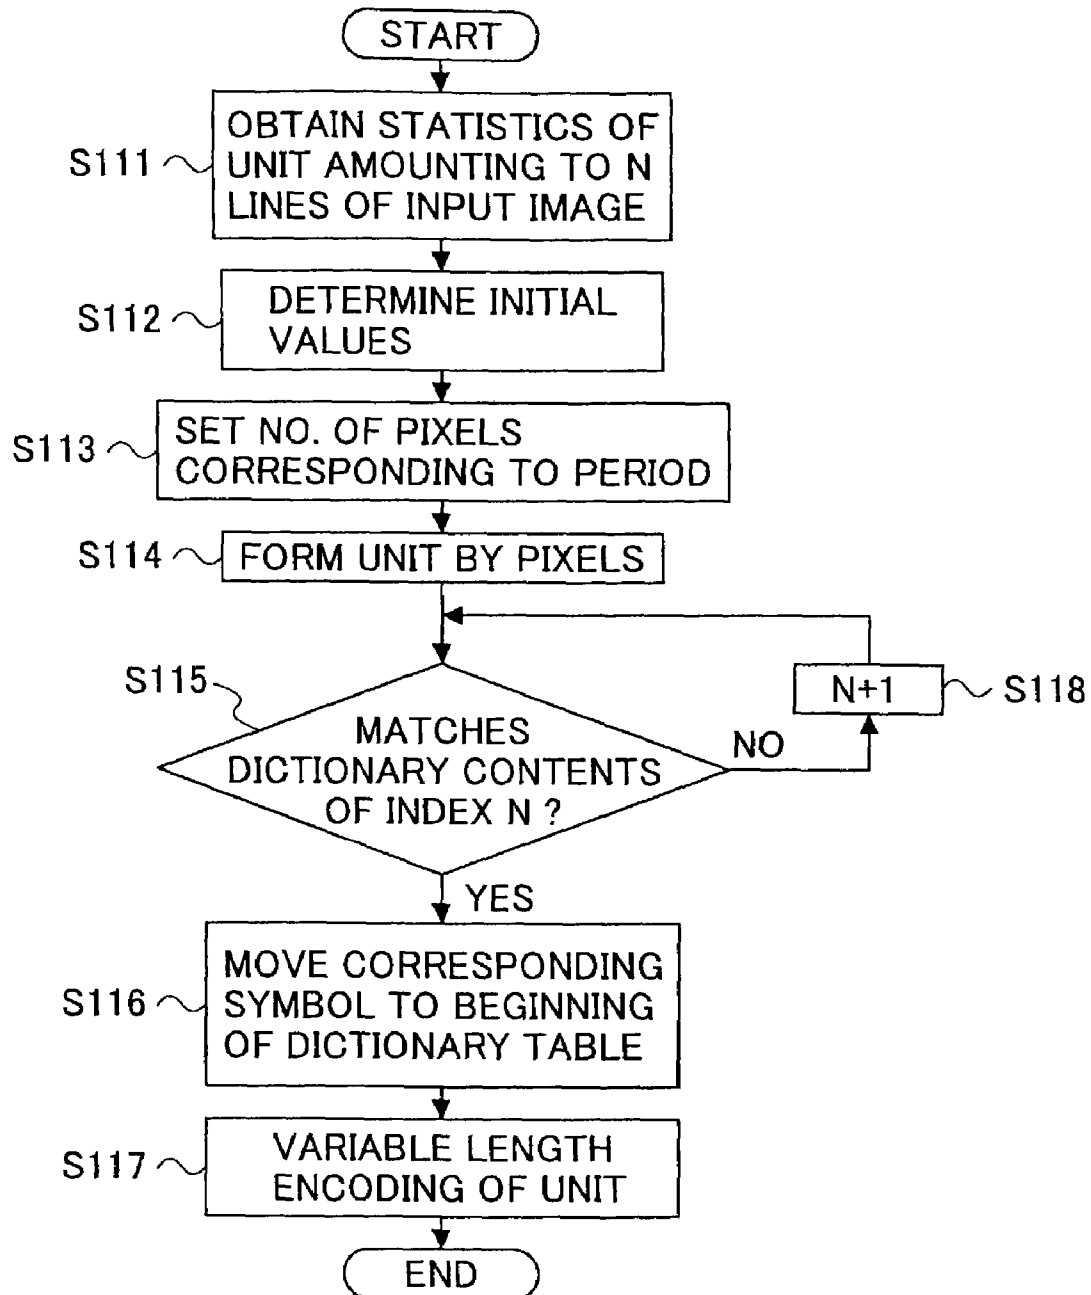 START
OBTAIN STATISTICS OF
UNIT AMOUNTING TO N
LINES OF INPUT IMAGE
S111
DETERMINE INITIAL
VALUES
S112
SET NO. OF PIXELS
CORRESPONDING TO PERIOD
S113
FORM UNIT BY PIXELS
S114
S115
MATCHES
DICTIONARY CONTENTS
OF INDEX N ?
NO
N+1
S118
YES
MOVE CORRESPONDING
SYMBOL TO BEGINNING
OF DICTIONARY TABLE
S116
VARIABLE LENGTH
ENCODING OF UNIT
S117
END